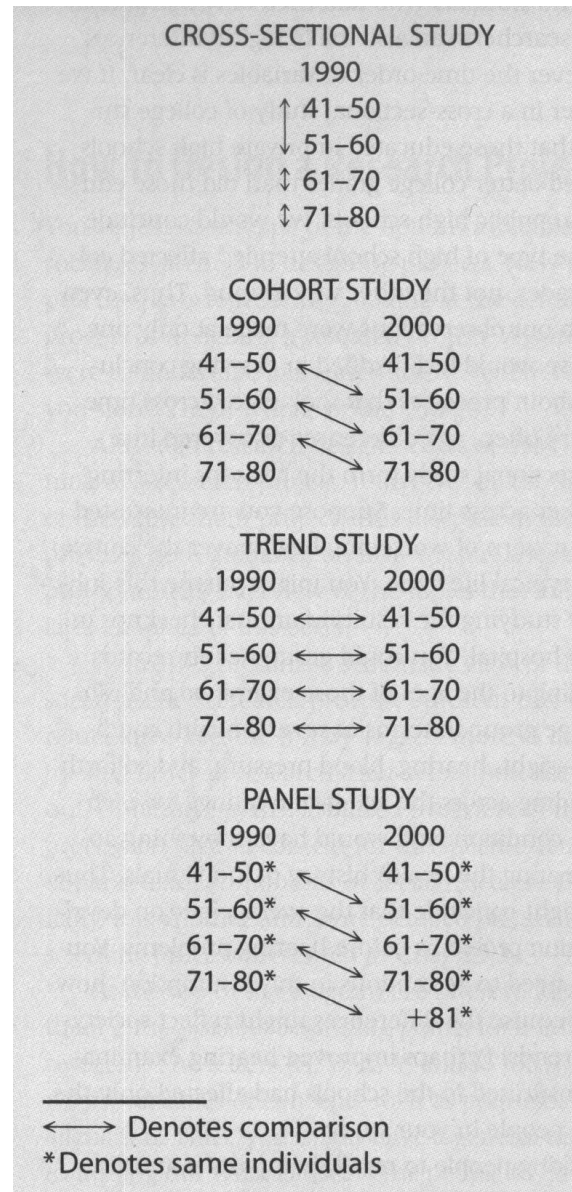 CROSS-SECTIONAL STUDY
1990
41–50
51–60
61–70
71–80
COHORT STUDY
1990 2000
41–50 41–50
51–60 51–60
61–70 61–70
71–80 71–80
TREND STUDY
1990 2000
41–50 ↔ 41–50
51–60 ↔ 51–60
61–70 ↔ 61–70
71–80 ↔ 71–80
PANEL STUDY
1990 2000
41–50* 41–50*
51–60* 51–60*
61–70* 61–70*
71–80* 71–80*
+81*
↔ Denotes comparison
*Denotes same individuals